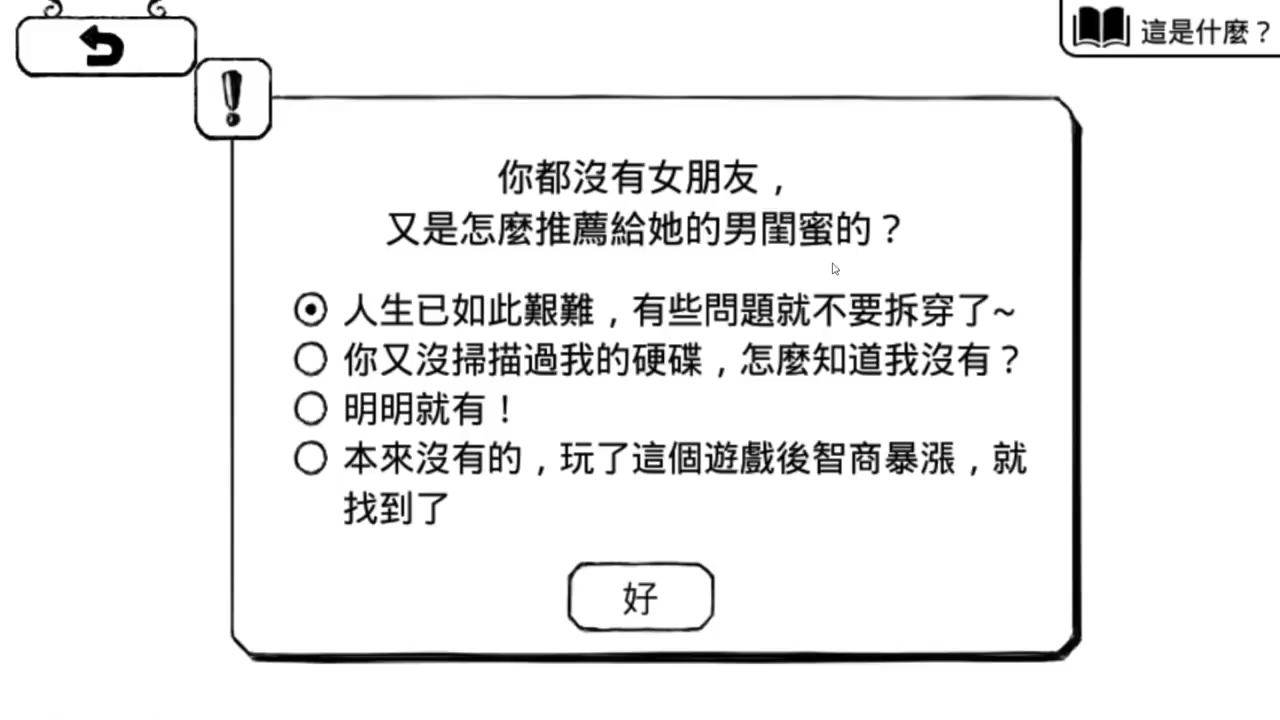 這是什麼？
你都沒有女朋友，
又是怎麼推薦給她的男閨蜜的？
人生已如此艱難，有些問題就不要拆穿了~
你又沒掃描過我的硬碟，怎麼知道我沒有？
明明就有！
本來沒有的，玩了這個遊戲後智商暴漲，就
找到了
好